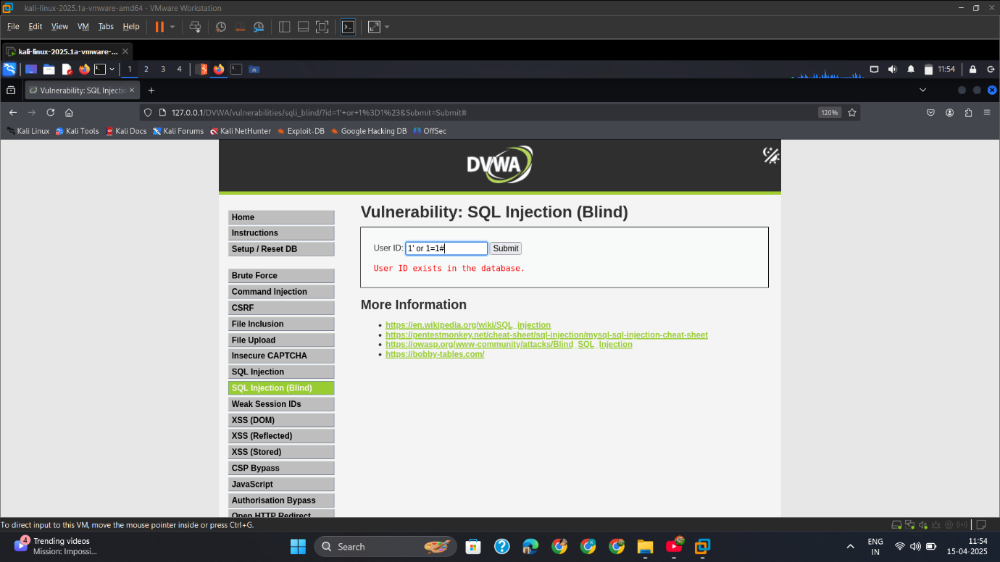 kali-linux-2025.1a-vmware-amd64 - VMware Workstation
File Edit View VM Tabs Help
kali-linux-2025.1a-vmware-...
1 2 3 4 11:54
Vulnerability: SQL Injectio
127.0.0.1/DVWA/vulnerabilities/sqli_blind/?id=1'+or+1%3D1%23&Submit=Submit# 120%
Kali Linux Kali Tools Kali Docs Kali Forums Kali NetHunter Exploit-DB Google Hacking DB OffSec
DVWA
Home
Instructions
Setup / Reset DB
Brute Force
Command Injection
CSRF
File Inclusion
File Upload
Insecure CAPTCHA
SQL Injection
SQL Injection (Blind)
Weak Session IDs
XSS (DOM)
XSS (Reflected)
XSS (Stored)
CSP Bypass
JavaScript
Authorisation Bypass
Open HTTP Redirect
Vulnerability: SQL Injection (Blind)
User ID: 1' or 1=1# Submit
User ID exists in the database.
More Information
https://en.wikipedia.org/wiki/SQL_injection
https://pentestmonkey.net/cheat-sheet/sql-injection/mysql-sql-injection-cheat-sheet
https://owasp.org/www-community/attacks/Blind_SQL_Injection
https://bobby-tables.com/
To direct input to this VM, move the mouse pointer inside or press Ctrl+G.
4 Trending videos
Mission: Impossi...
Search
ENG
IN
11:54
15-04-2025